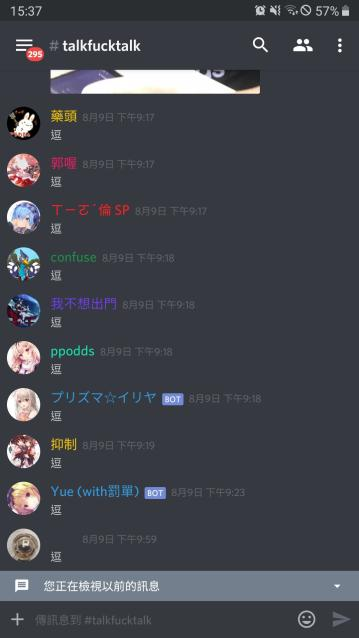 15:37 57%
295 # talkfucktalk
藥頭 8月9日 下午9:17
逗
郭喔 8月9日 下午9:17
逗
ㄒㄧㄛˊ倫 SP 8月9日 下午9:17
逗
confuse 8月9日 下午9:18
逗
我不想出門 8月9日 下午9:18
逗
ppodds 8月9日 下午9:18
逗
プリズマ☆イリヤ BOT 8月9日 下午9:18
逗
抑制 8月9日 下午9:19
逗
Yue (with罰單) BOT 8月9日 下午9:23
逗
8月9日 下午9:59
逗
您正在檢視以前的訊息
傳訊息到 #talkfucktalk